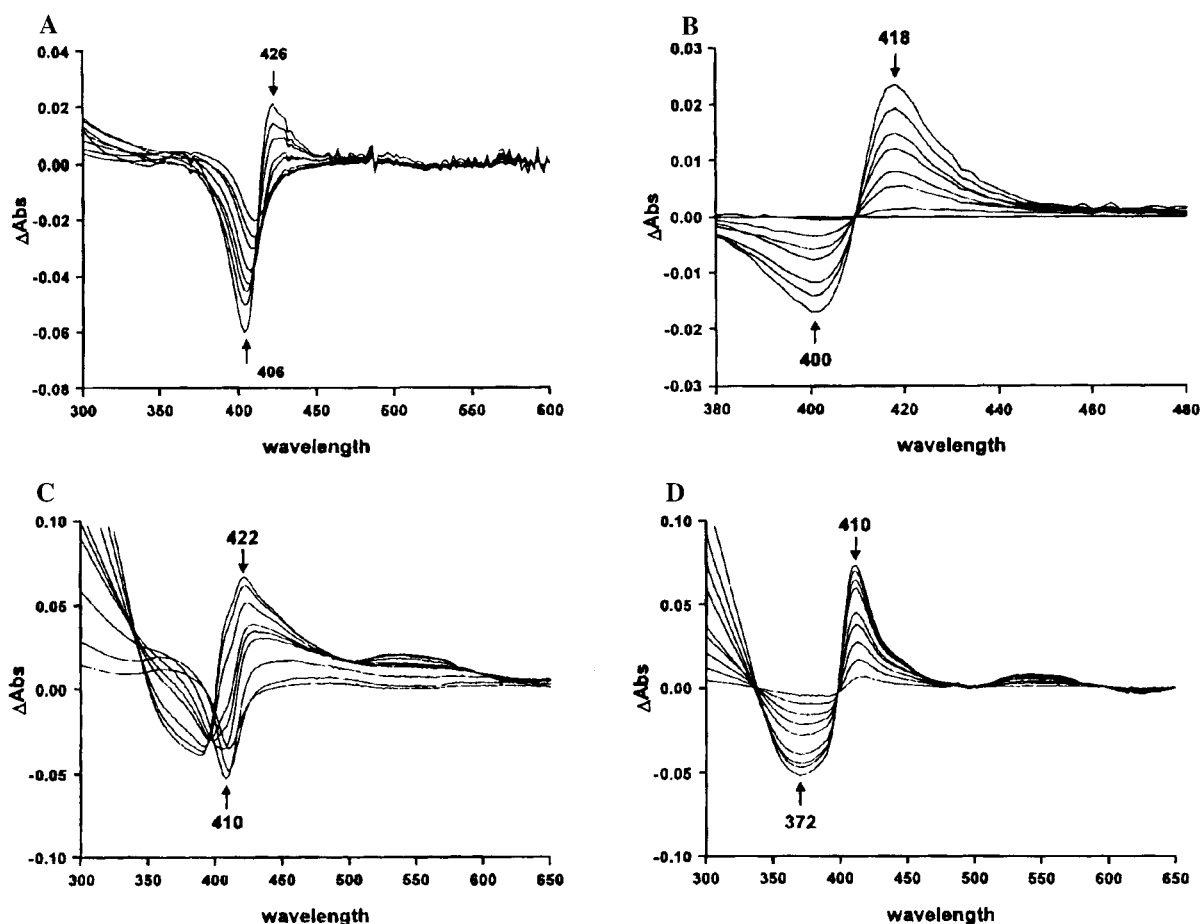 A
0.04
0.02
0.00
-0.02
-0.04
-0.06
-0.08
ΔAbs
426
406
300 350 400 450 500 550 600
wavelength
B
0.03
0.02
0.01
0.00
-0.01
-0.02
-0.03
ΔAbs
418
400
380 400 420 440 460 480
wavelength
C
0.10
0.05
0.00
-0.05
-0.10
ΔAbs
422
410
300 350 400 450 500 550 600 650
wavelength
D
0.10
0.05
0.00
-0.05
-0.10
ΔAbs
410
372
300 350 400 450 500 550 600 650
wavelength